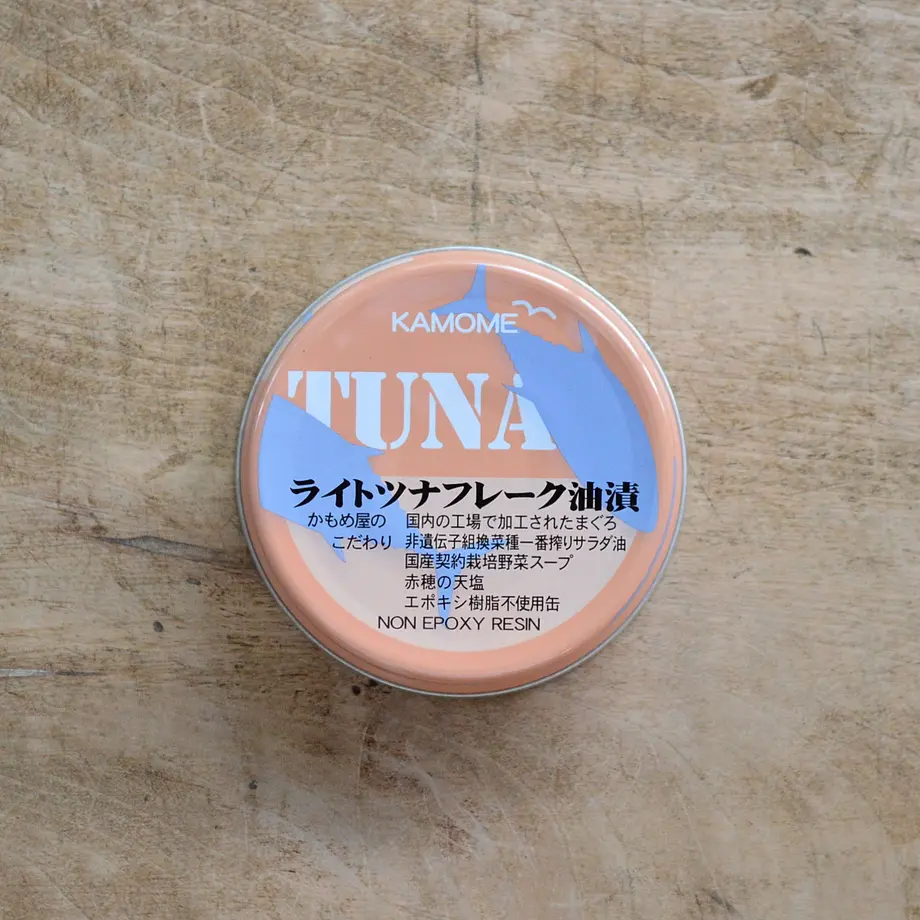 KAMOME
TUNA
ライトツナフレーク油漬
かもめ屋の 国内の工場で加工されたまぐろ
こだわり 非遺伝子組換菜種一番搾りサラダ油
国産契約栽培野菜スープ
赤穂の天塩
エポキシ樹脂不使用缶
NON EPOXY RESIN